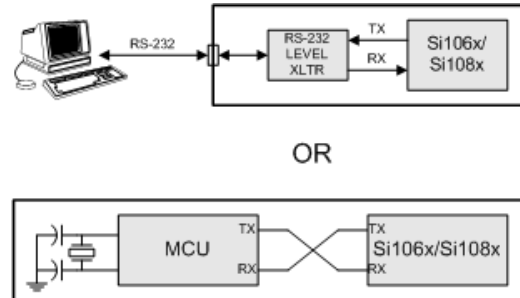 RS-232
RS-232
LEVEL
XLTR
TX
RX
Si106x/
Si108x
OR
MCU
TX
RX
TX
RX
Si106x/Si108x